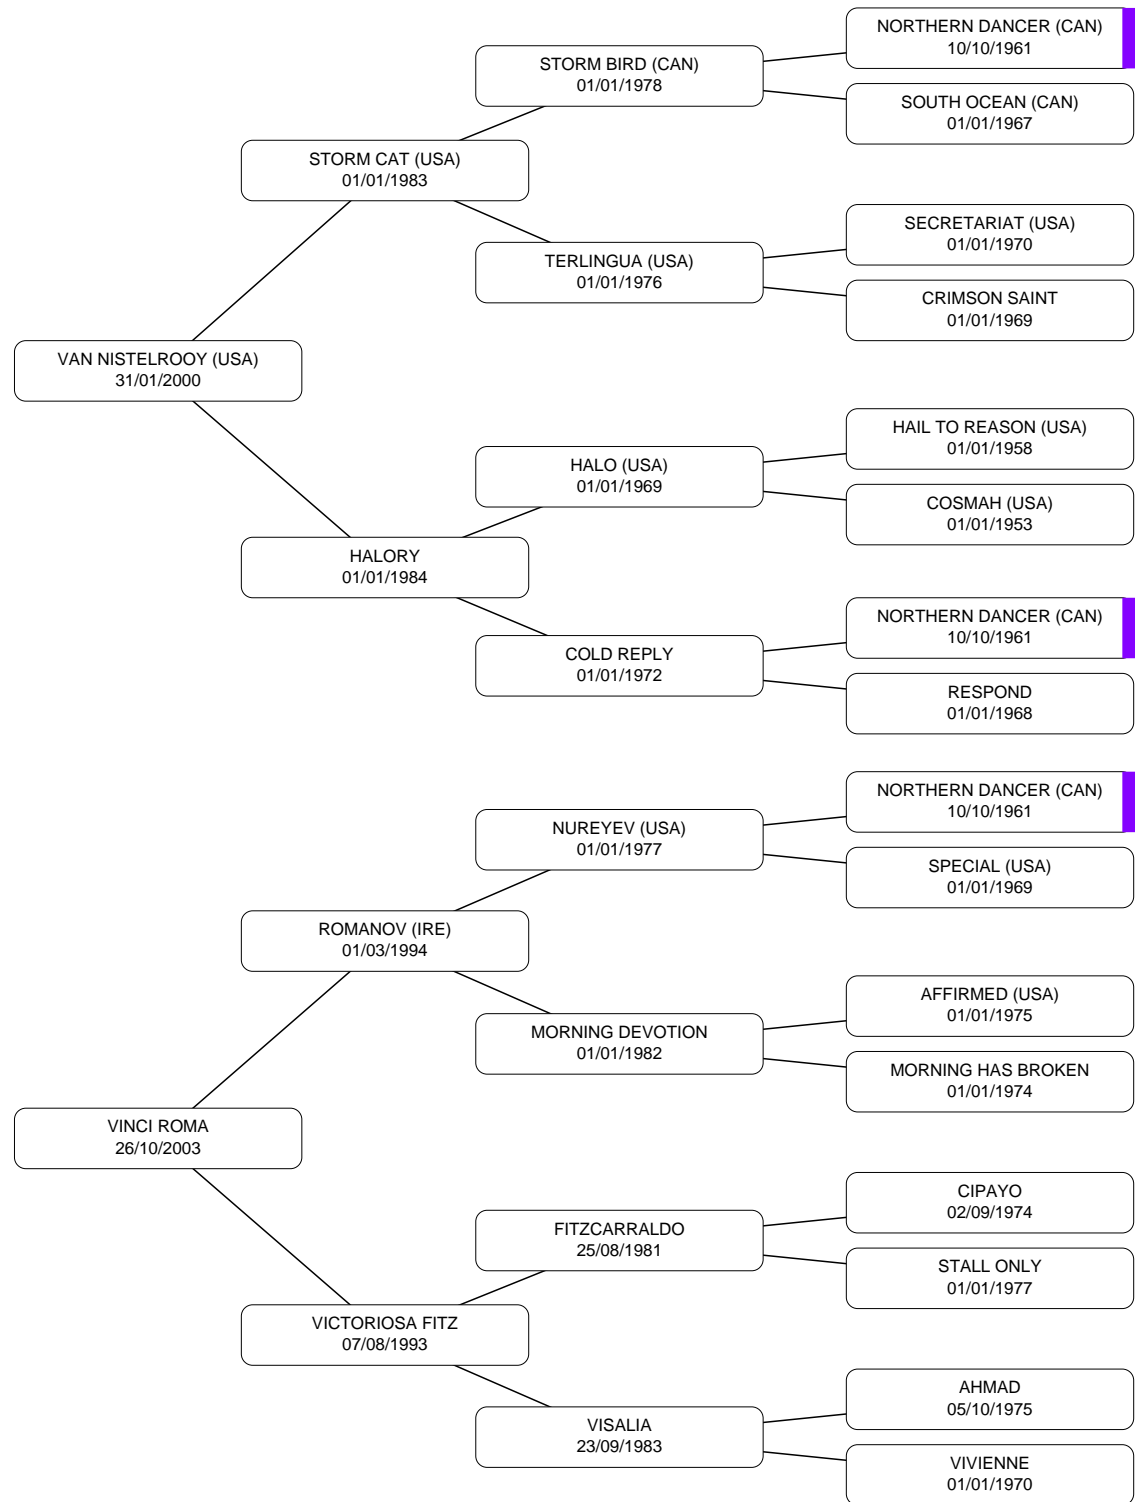 NORTHERN DANCER (CAN)
10/10/1961
STORM BIRD (CAN)
01/01/1978
SOUTH OCEAN (CAN)
01/01/1967
STORM CAT (USA)
01/01/1983
SECRETARIAT (USA)
01/01/1970
TERLINGUA (USA)
01/01/1976
CRIMSON SAINT
01/01/1969
VAN NISTELROOY (USA)
31/01/2000
HAIL TO REASON (USA)
01/01/1958
HALO (USA)
01/01/1969
COSMAH (USA)
01/01/1953
HALORY
01/01/1984
NORTHERN DANCER (CAN)
10/10/1961
COLD REPLY
01/01/1972
RESPOND
01/01/1968
NORTHERN DANCER (CAN)
10/10/1961
NUREYEV (USA)
01/01/1977
SPECIAL (USA)
01/01/1969
ROMANOV (IRE)
01/03/1994
AFFIRMED (USA)
01/01/1975
MORNING DEVOTION
01/01/1982
MORNING HAS BROKEN
01/01/1974
VINCI ROMA
26/10/2003
CIPAYO
02/09/1974
FITZCARRALDO
25/08/1981
STALL ONLY
01/01/1977
VICTORIOSA FITZ
07/08/1993
AHMAD
05/10/1975
VISALIA
23/09/1983
VIVIENNE
01/01/1970